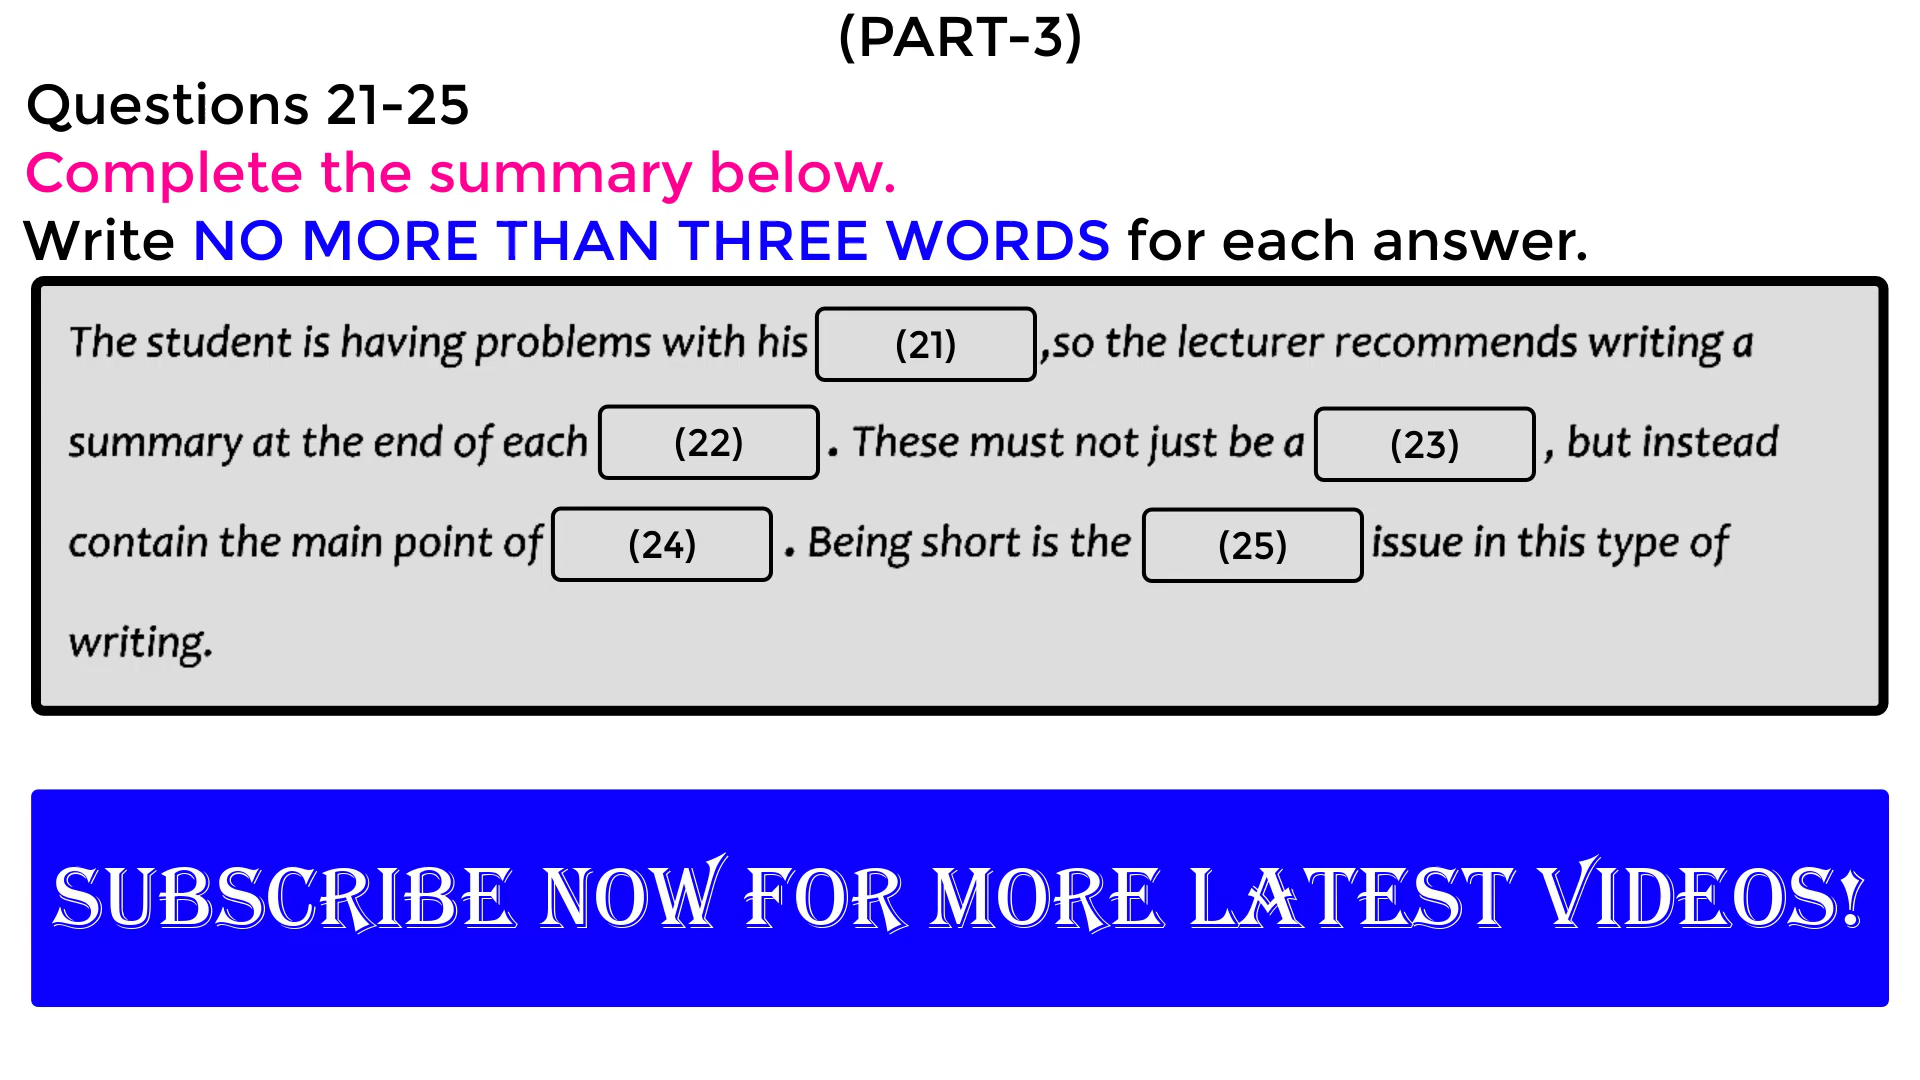 (PART-3)
Questions 21-25
Complete the summary below.
Write NO MORE THAN THREE WORDS for each answer.
The student is having problems with his (21) ,so the lecturer recommends writing a
summary at the end of each (22) . These must not just be a (23) , but instead
contain the main point of (24) . Being short is the (25) issue in this type of
writing.
SUBSCRIBE NOW FOR MORE LATEST VIDEOS!